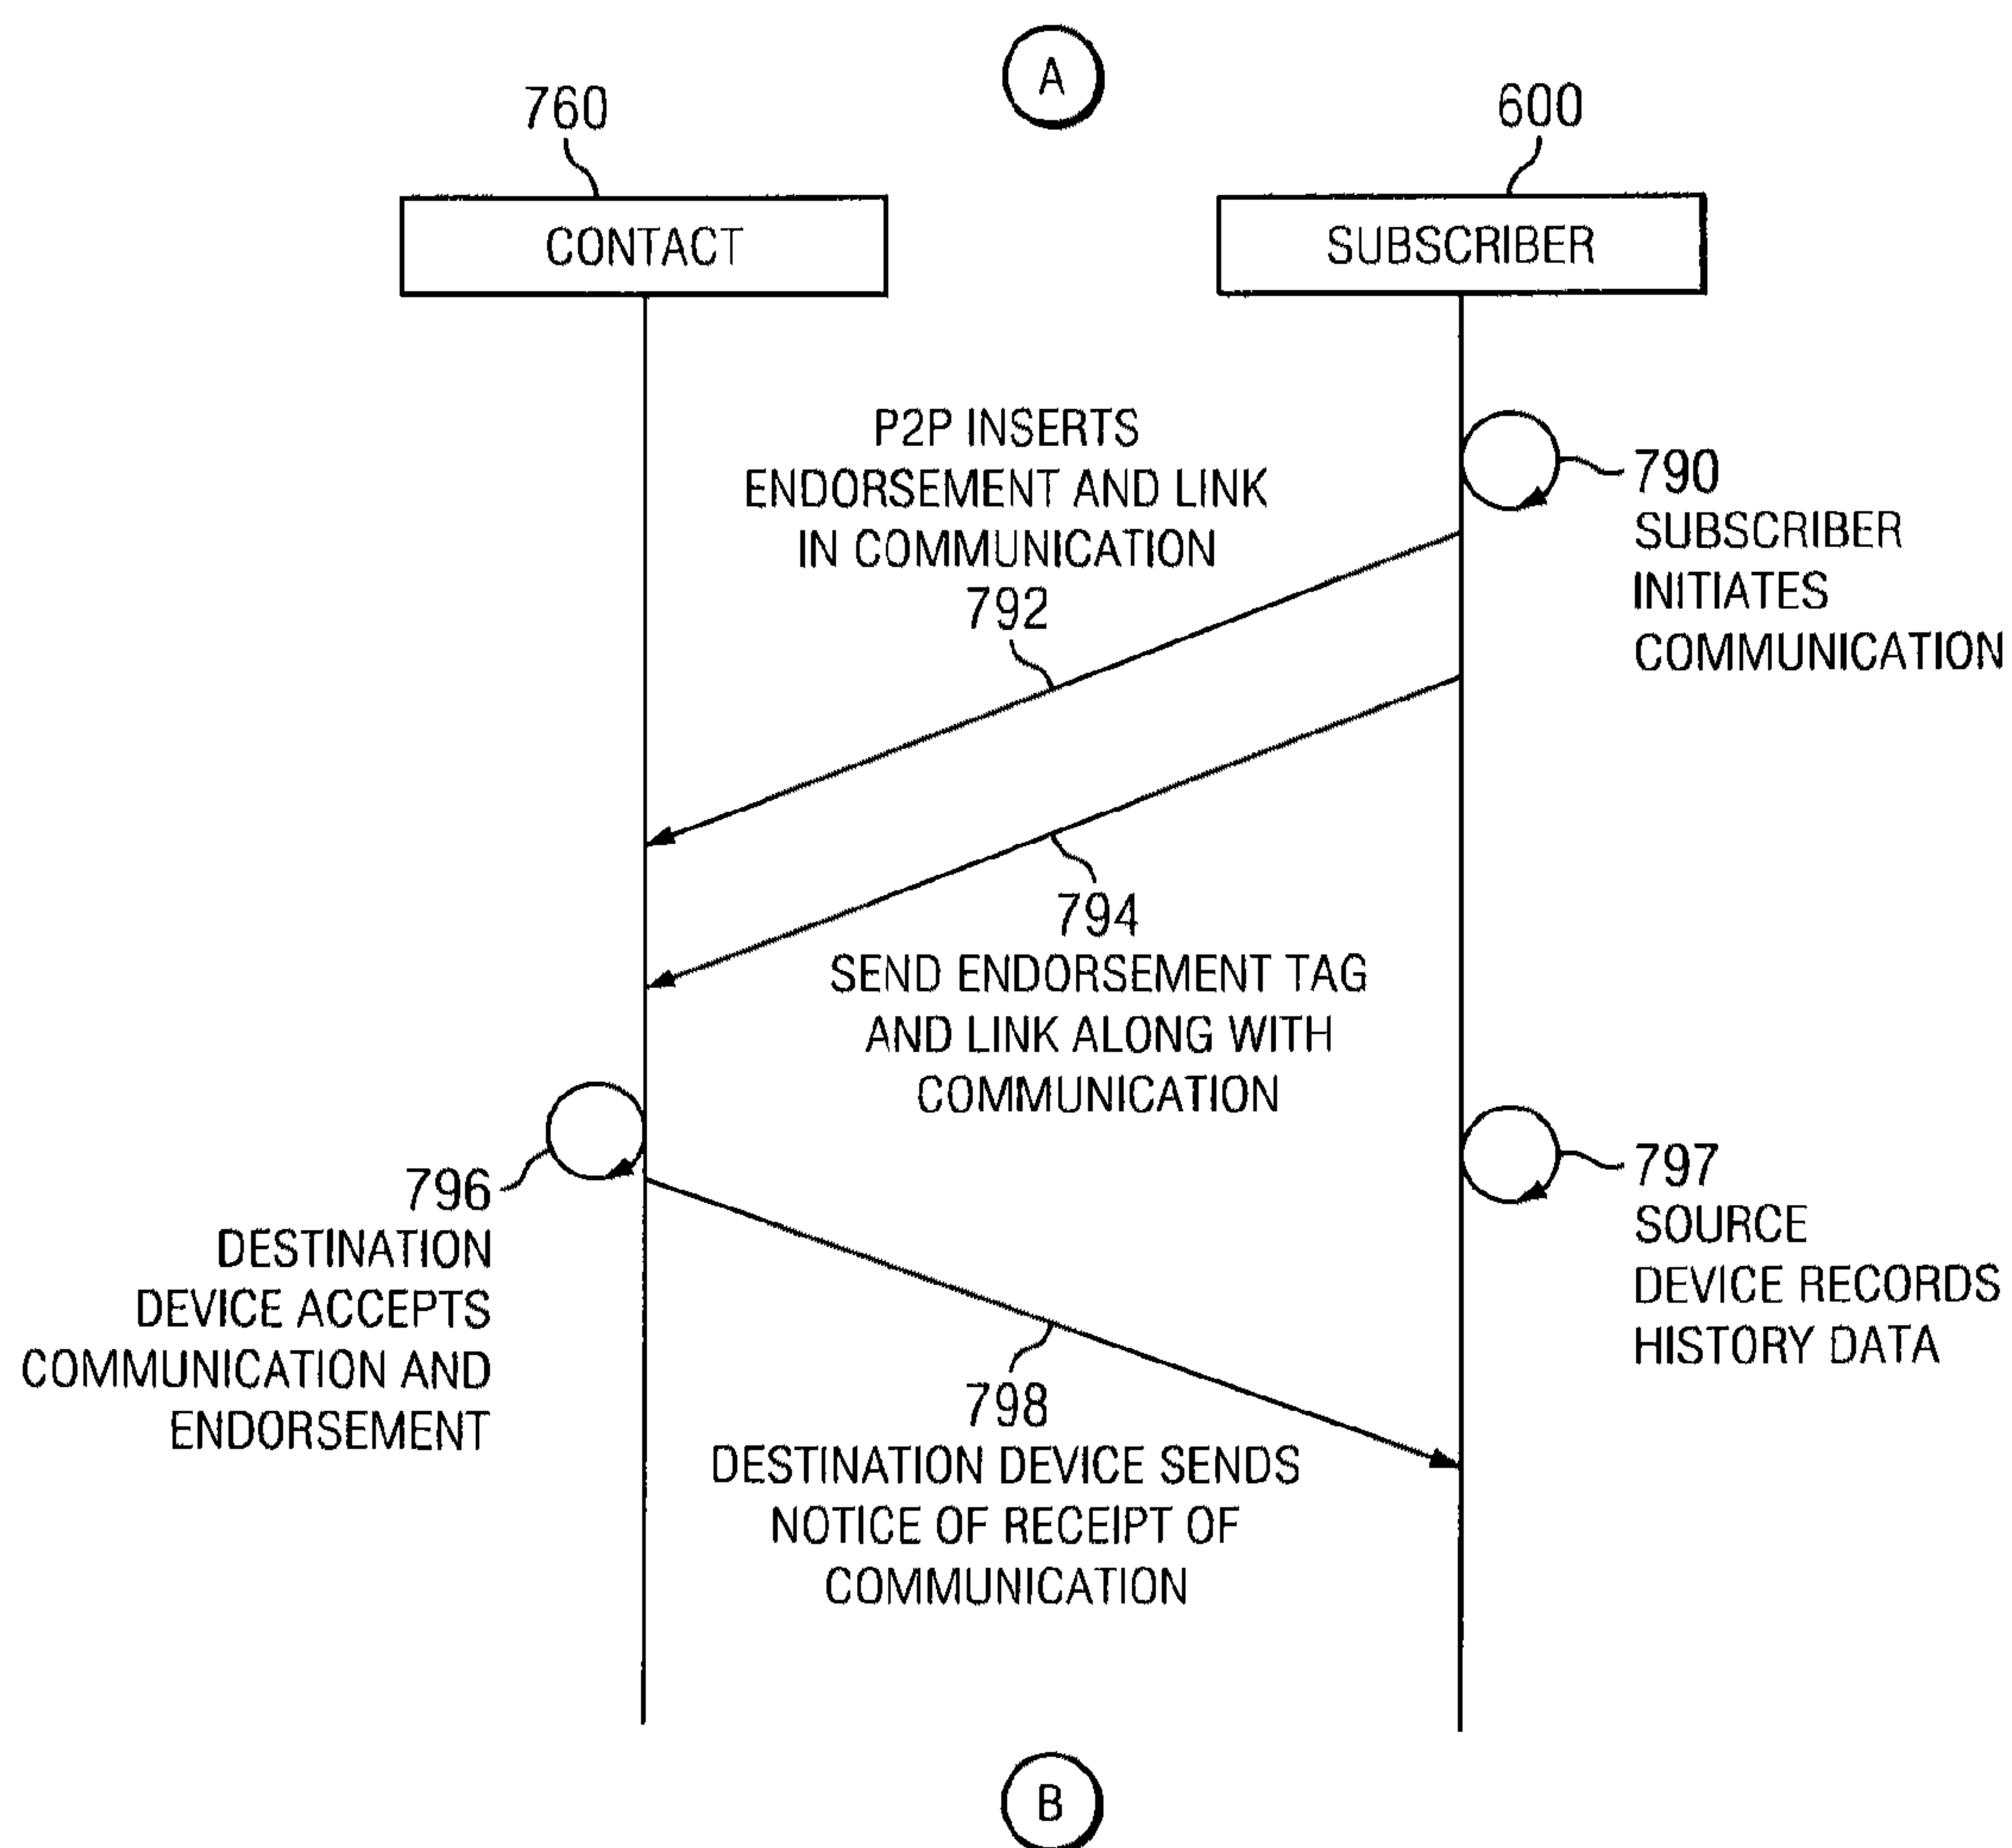 A
760
600
CONTACT
SUBSCRIBER
P2P INSERTS
ENDORSEMENT AND LINK
IN COMMUNICATION
792
790
SUBSCRIBER
INITIATES
COMMUNICATION
794
SEND ENDORSEMENT TAG
AND LINK ALONG WITH
COMMUNICATION
796
DESTINATION
DEVICE ACCEPTS
COMMUNICATION AND
ENDORSEMENT
797
SOURCE
DEVICE RECORDS
HISTORY DATA
798
DESTINATION DEVICE SENDS
NOTICE OF RECEIPT OF
COMMUNICATION
B